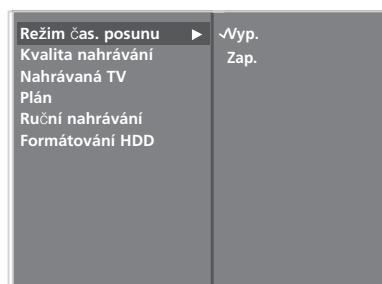 Režim čas. posunu ▶
Kvalita nahrávání
Nahrávaná TV
Plán
Ruční nahrávání
Formátování HDD
✓Vyp.
Zap.